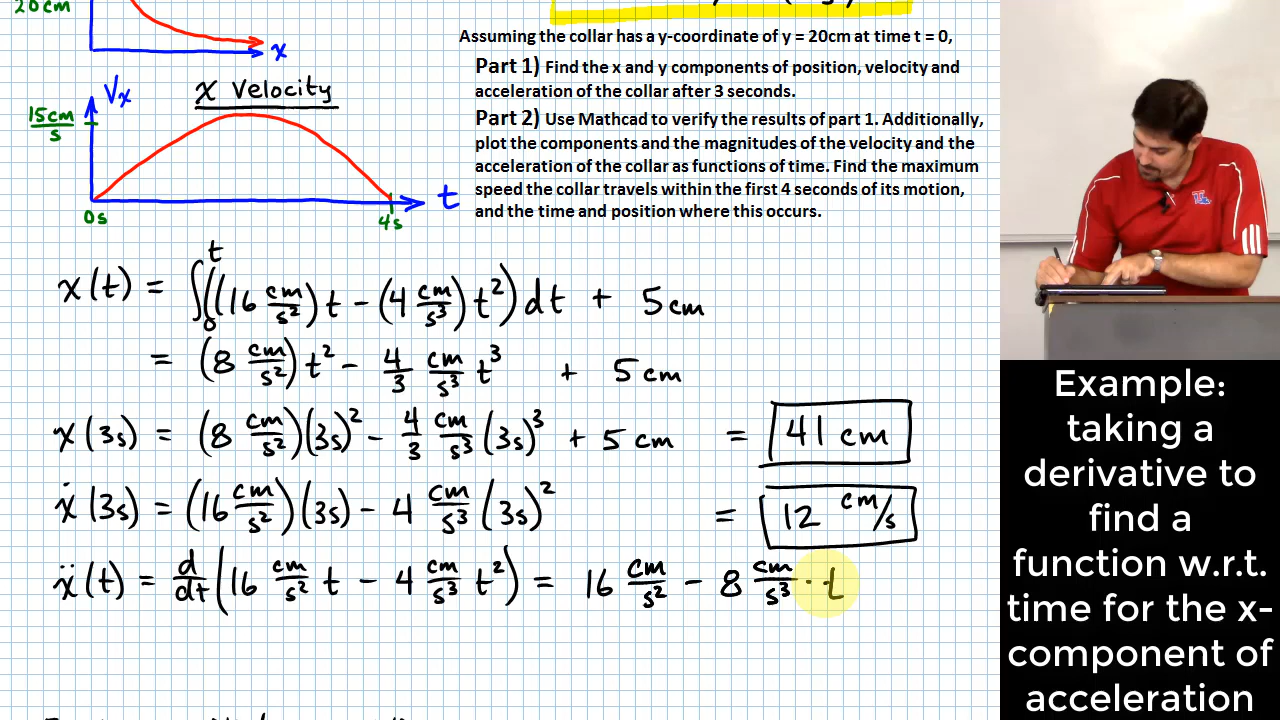 20cm
x
X Velocity
Vx
15cm/s
0s
4s
t
Assuming the collar has a y-coordinate of y = 20cm at time t = 0,
Part 1) Find the x and y components of position, velocity and
acceleration of the collar after 3 seconds.
Part 2) Use Mathcad to verify the results of part 1. Additionally,
plot the components and the magnitudes of the velocity and the
acceleration of the collar as functions of time. Find the maximum
speed the collar travels within the first 4 seconds of its motion,
and the time and position where this occurs.
x(t) = ∫₀ᵗ((16 cm/s²)t − (4 cm/s³)t²)dt + 5cm
= (8 cm/s²)t² − 4/3 cm/s³ t³ + 5cm
x(3s) = (8 cm/s²)(3s)² − 4/3 cm/s³ (3s)³ + 5cm = 41 cm
ẋ(3s) = (16 cm/s²)(3s) − 4 cm/s³ (3s)² = 12 cm/s
ẍ(t) = d/dt(16 cm/s² t − 4 cm/s³ t²) = 16 cm/s² − 8 cm/s³ · t
Example:
taking a
derivative to
find a
function w.r.t.
time for the x-
component of
acceleration